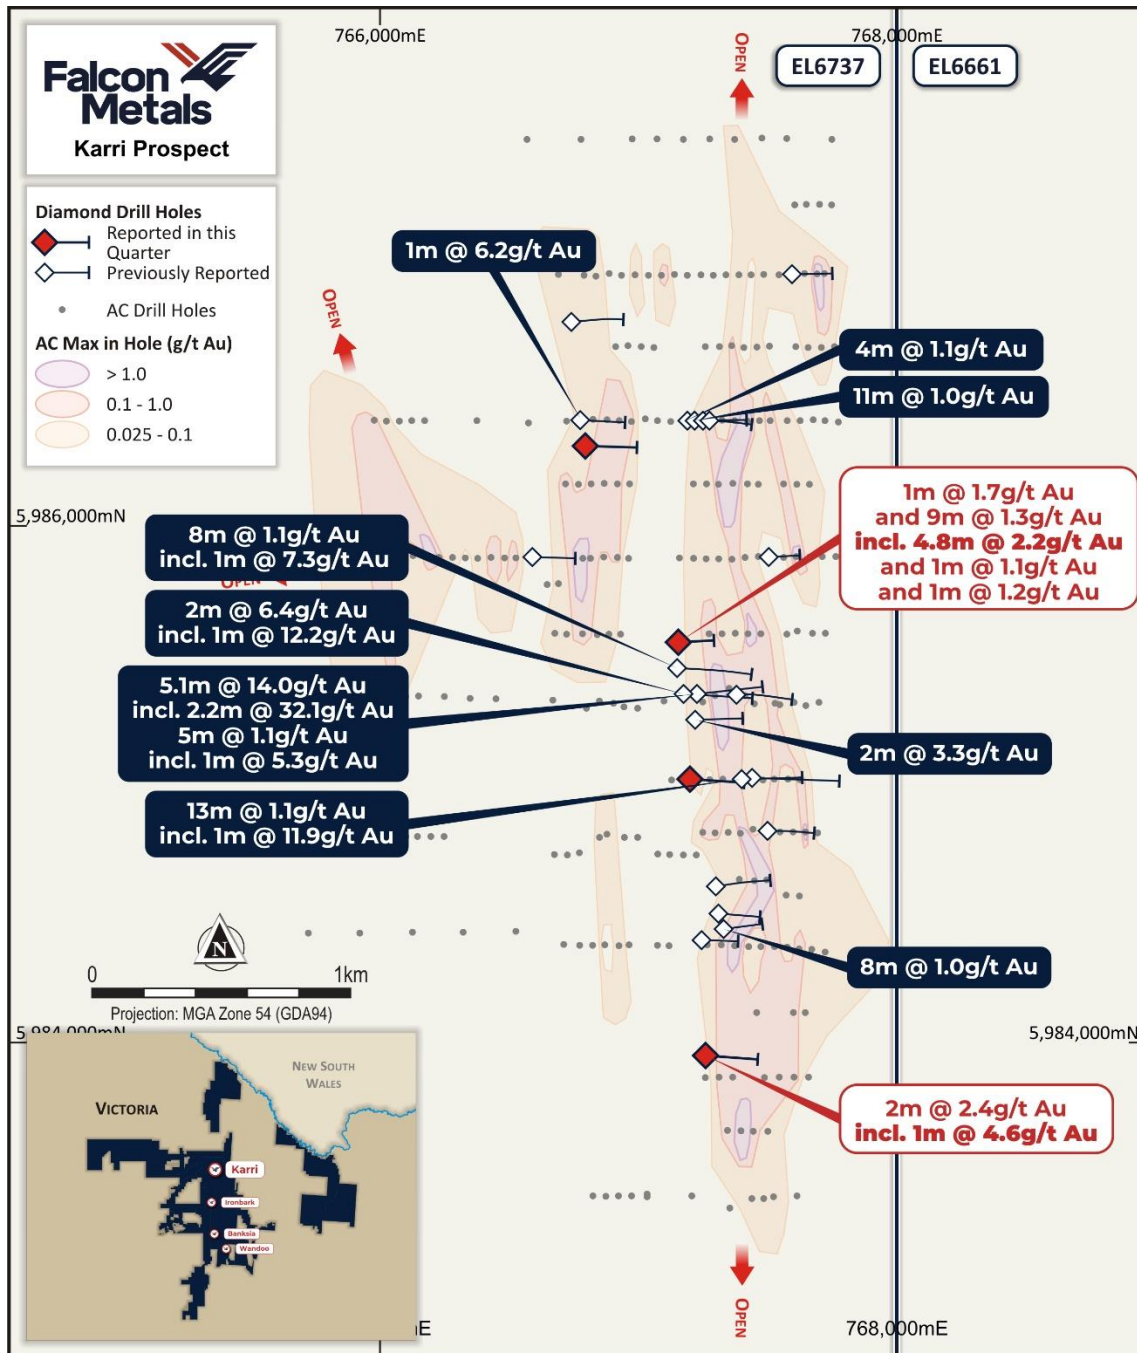 766,000mE
768,000mE
Falcon
Metals
Karri Prospect
OPEN
EL6737
EL6661
Diamond Drill Holes
Reported in this
Quarter
Previously Reported
AC Drill Holes
AC Max in Hole (g/t Au)
> 1.0
0.1 - 1.0
0.025 - 0.1
1m @ 6.2g/t Au
OPEN
4m @ 1.1g/t Au
11m @ 1.0g/t Au
5,986,000mN
1m @ 1.7g/t Au
and 9m @ 1.3g/t Au
incl. 4.8m @ 2.2g/t Au
and 1m @ 1.1g/t Au
and 1m @ 1.2g/t Au
8m @ 1.1g/t Au
incl. 1m @ 7.3g/t Au
OPEN
2m @ 6.4g/t Au
incl. 1m @ 12.2g/t Au
5.1m @ 14.0g/t Au
incl. 2.2m @ 32.1g/t Au
5m @ 1.1g/t Au
incl. 1m @ 5.3g/t Au
2m @ 3.3g/t Au
13m @ 1.1g/t Au
incl. 1m @ 11.9g/t Au
8m @ 1.0g/t Au
N
0 1km
Projection: MGA Zone 54 (GDA94)
5,984,000mN
5,984,000mN
NEW SOUTH
WALES
VICTORIA
Karri
Ironbark
Banksia
Wandoo
2m @ 2.4g/t Au
incl. 1m @ 4.6g/t Au
OPEN
mE
768,000mE